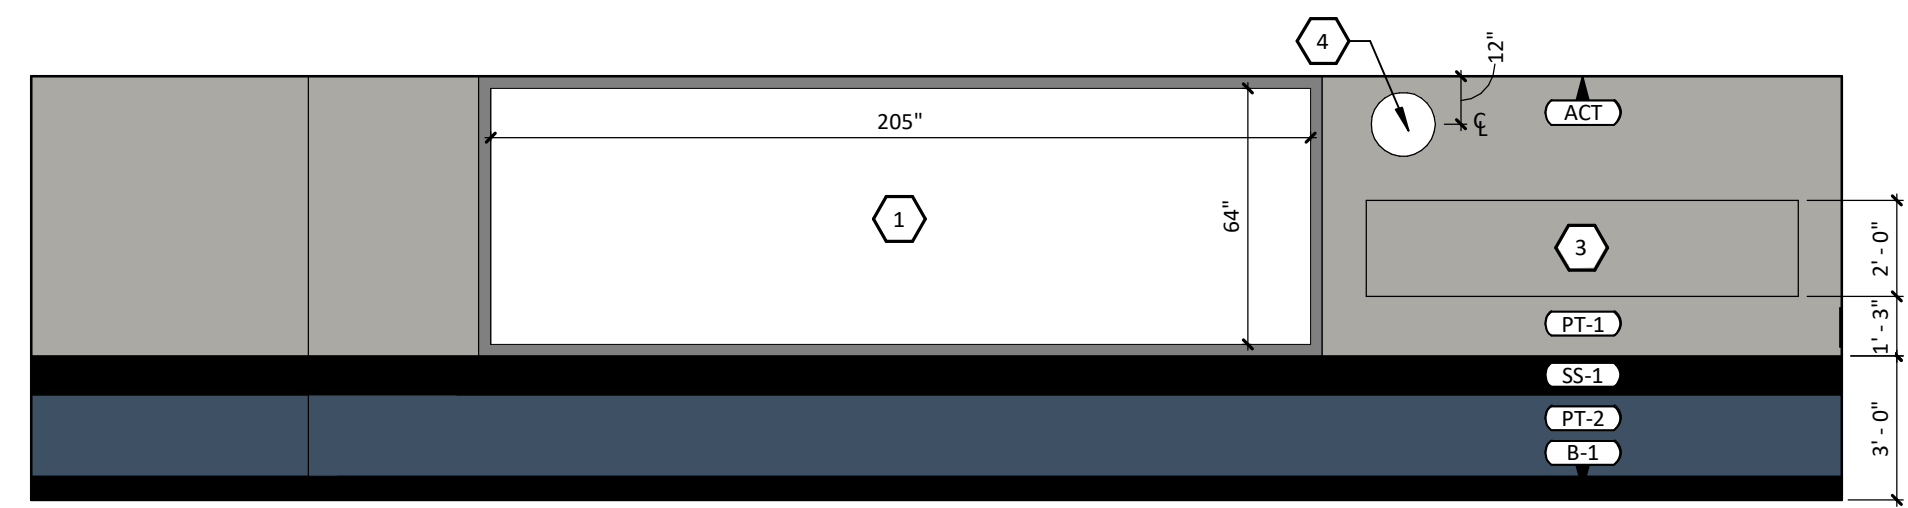 4
12"
ACT
℄
205"
1
64"
3
2' - 0"
PT-1
1' - 3"
SS-1
PT-2
3' - 0"
B-1